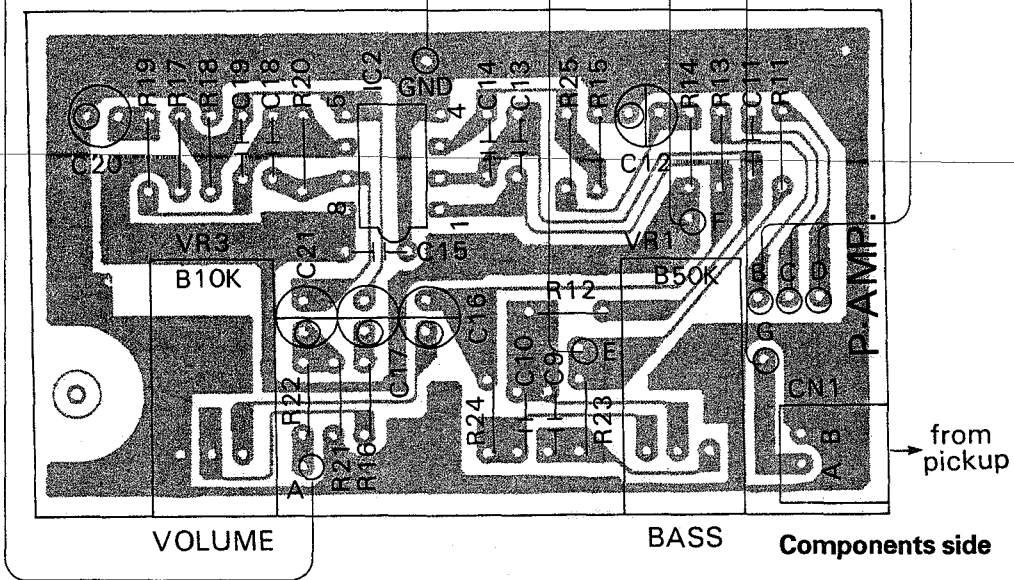 R19
R17
R18
C19
C18
R20
IC2
GND
C14
C13
R25
R15
R14
R13
C11
R11
5
4
C20
C12
8
1
F
VR3
B10K
C21
C15
VR1
B50K
B
C
D
P.AMP.
R12
C16
G
E
C17
C10
C9
CN1
R22
R24
R23
A
R21
R16
A B
from
pickup
VOLUME
BASS
Components side